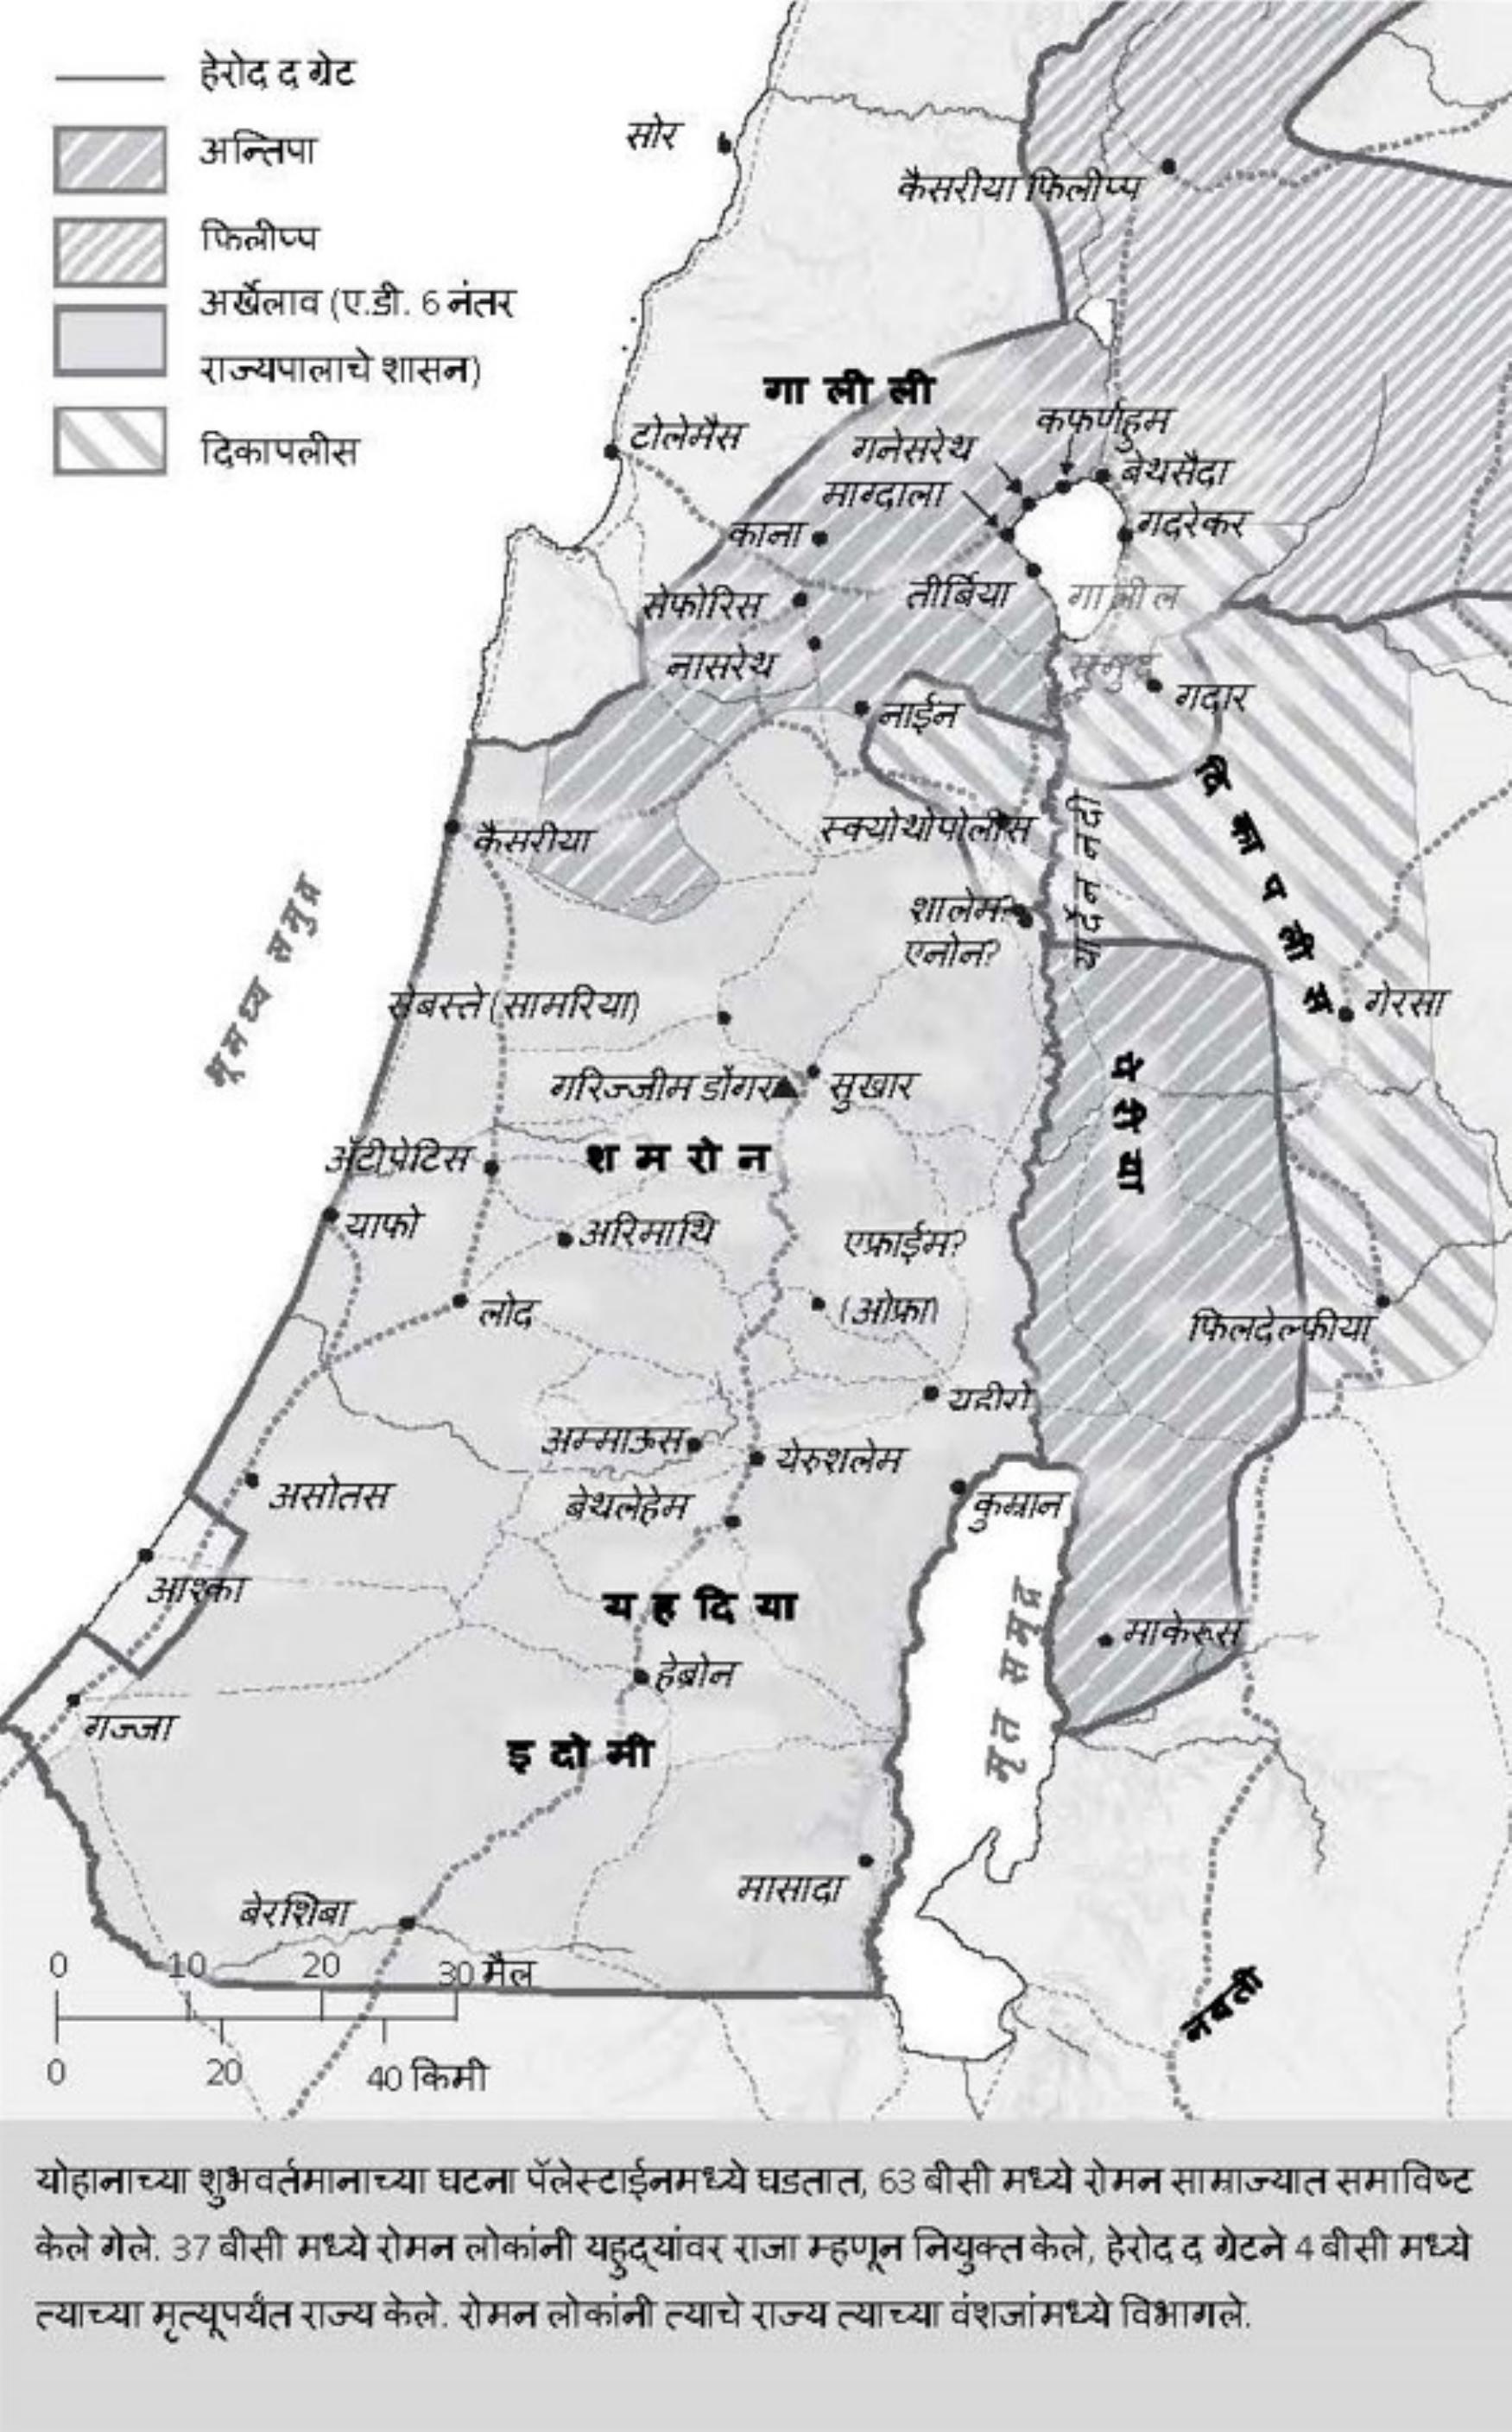 हेरोद द ग्रेट
अन्तिपा
फिलीप्प
अर्खेलाव (ए.डी. 6 नंतर
राज्यपालाचे शासन)
दिकापलीस
सोर
कैसरीया फिलीप्प
गा ली ली
टोलेमैस
कफर्णहूम
गनेसरेथ
बेथसैदा
माग्दाला
गदरेकर
काना
सेफोरिस
तीर्बिया
गा ली ल
समुद्र
नासरेथ
गदार
नाईन
दि का प ली स
कैसरीया
स्क्योथोपोलीस
यार्देन नदी
शालेम?
एनोन?
भूमध्य समुद्र
सेबस्ते (सामरिया)
गेरसा
गरिज्जीम डोंगर
सुखार
पे री या
अँटीप्रेटिस
श म रो न
याफो
अरिमाथि
एफ्राईम?
लोद
(ओफ्रा)
फिलदेल्फीया
यहीरो
अम्माऊस
येरुशलेम
असोतस
बेथलेहेम
कुम्रान
आश्का
य हू दि या
मृत समुद्र
माकेरूस
हेब्रोन
गज्जा
इ दो मी
मासादा
बेरशिबा
0 10 20 30 मैल
0 20 40 किमी
नबती
योहानाच्या शुभवर्तमानाच्या घटना पॅलेस्टाईनमध्ये घडतात, 63 बीसी मध्ये रोमन साम्राज्यात समाविष्ट
केले गेले. 37 बीसी मध्ये रोमन लोकांनी यहुद्यांवर राजा म्हणून नियुक्त केले, हेरोद द ग्रेटने 4 बीसी मध्ये
त्याच्या मृत्यूपर्यंत राज्य केले. रोमन लोकांनी त्याचे राज्य त्याच्या वंशजांमध्ये विभागले.